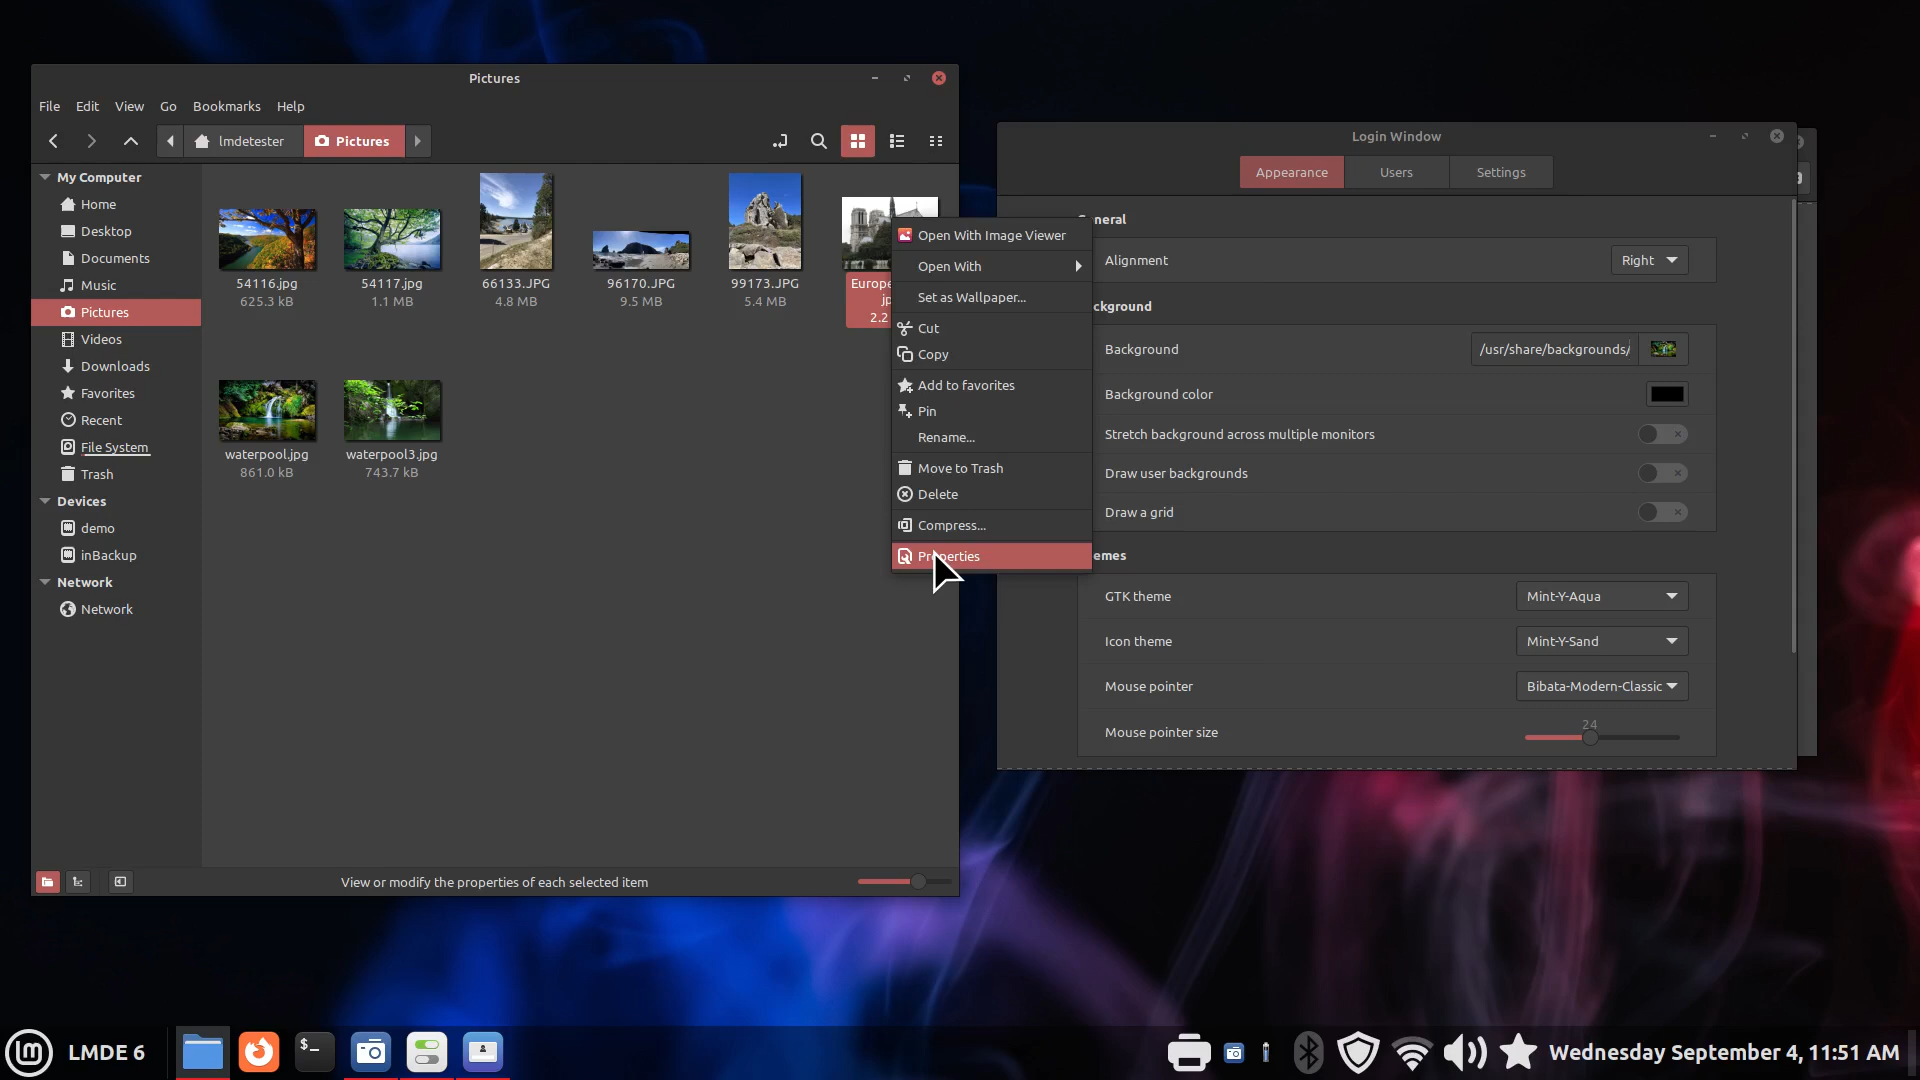 Pictures
File Edit View Go Bookmarks Help
lmdetester Pictures
My Computer
Home
Desktop
Documents
Music
Pictures
Videos
Downloads
Favorites
Recent
File System
Trash
Devices
demo
inBackup
Network
Network
54116.jpg
625.3 kB
54117.jpg
1.1 MB
66133.JPG
4.8 MB
96170.JPG
9.5 MB
99173.JPG
5.4 MB
Europe
jp
2.2
waterpool.jpg
861.0 kB
waterpool3.jpg
743.7 kB
View or modify the properties of each selected item
Open With Image Viewer
Open With
Set as Wallpaper...
Cut
Copy
Add to favorites
Pin
Rename...
Move to Trash
Delete
Compress...
Properties
Login Window
Appearance Users Settings
neral
Alignment Right
ckground
Background /usr/share/backgrounds/
Background color
Stretch background across multiple monitors
Draw user backgrounds
Draw a grid
emes
GTK theme Mint-Y-Aqua
Icon theme Mint-Y-Sand
Mouse pointer Bibata-Modern-Classic
Mouse pointer size 24
LMDE 6 $_ Wednesday September 4, 11:51 AM